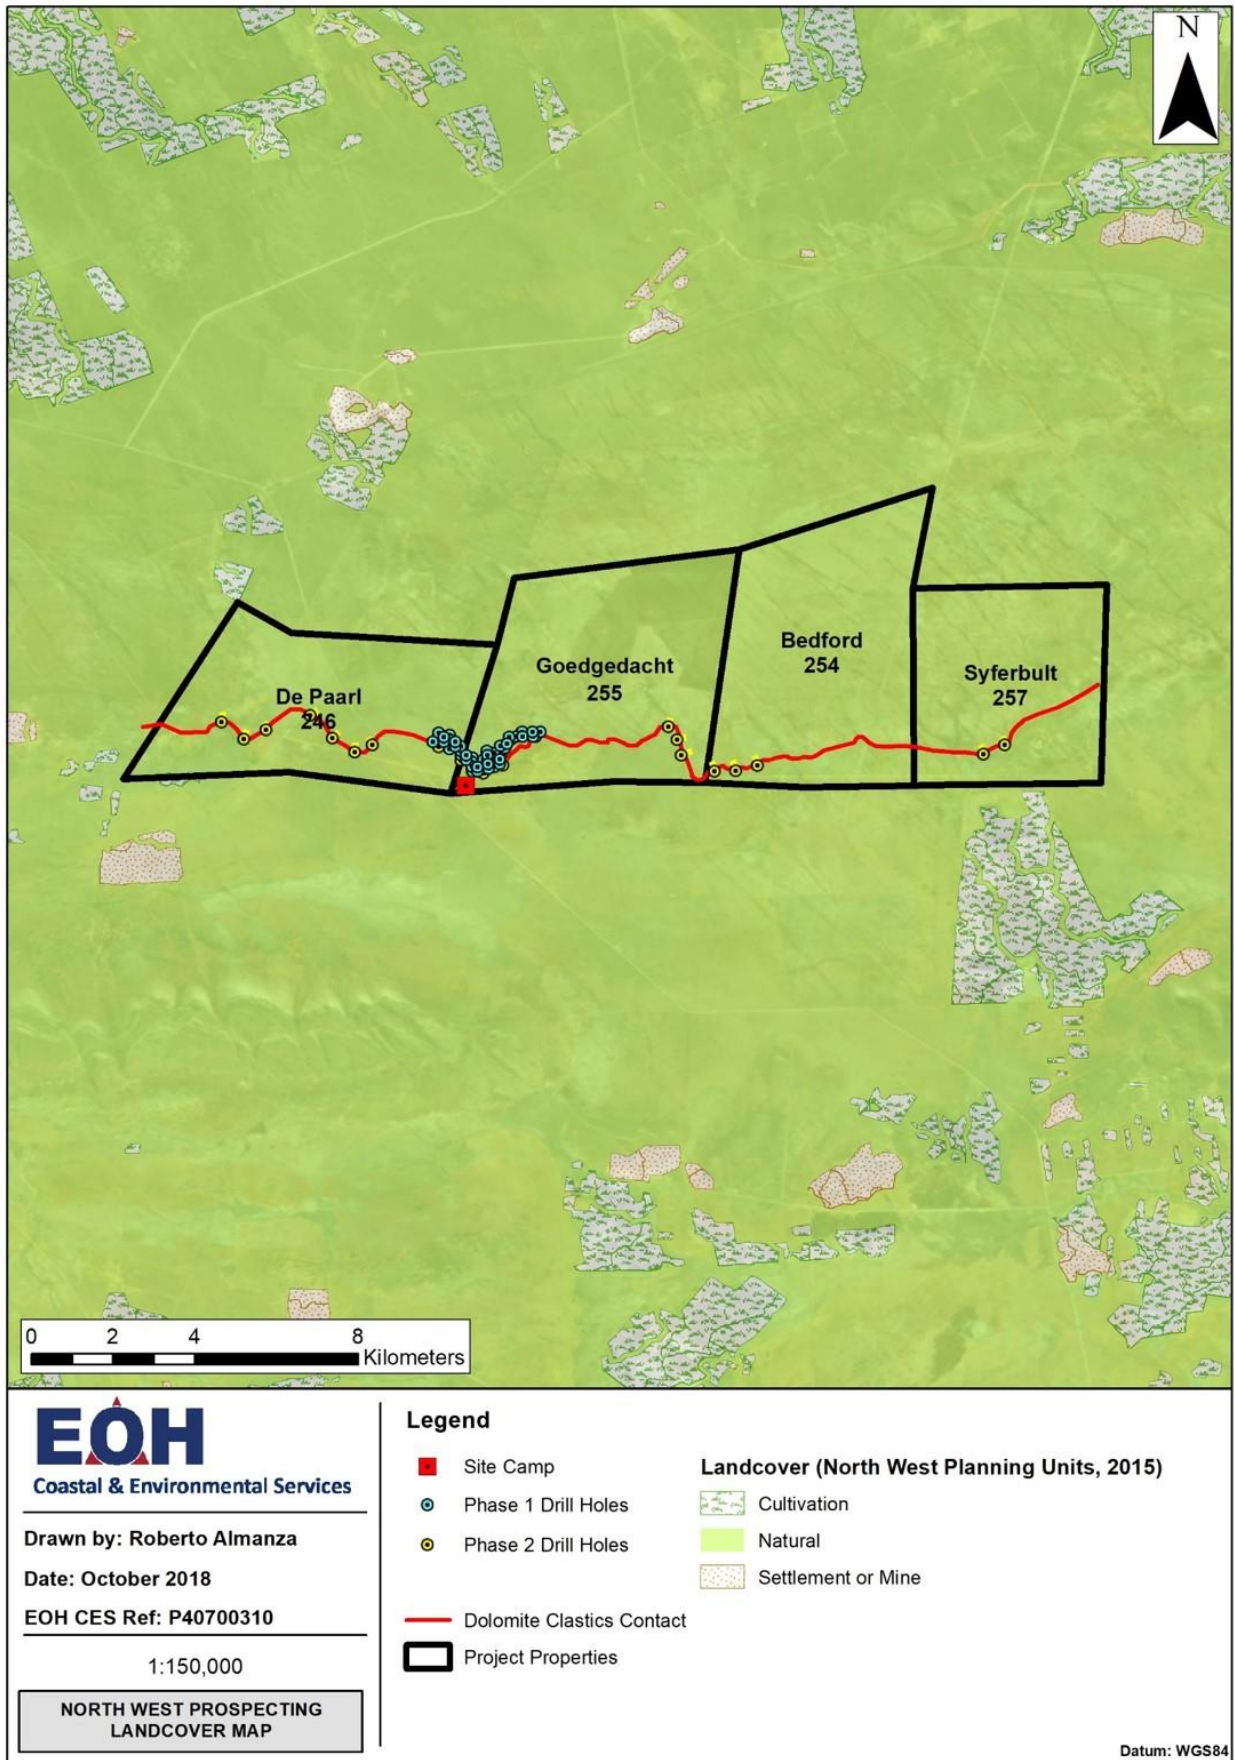 N
De Paarl
246
Goedgedacht
255
Bedford
254
Syferbult
257
0 2 4 8
Kilometers
EOH
Coastal & Environmental Services
Drawn by: Roberto Almanza
Date: October 2018
EOH CES Ref: P40700310
1:150,000
NORTH WEST PROSPECTING
LANDCOVER MAP
Legend
Site Camp
Phase 1 Drill Holes
Phase 2 Drill Holes
Dolomite Clastics Contact
Project Properties
Landcover (North West Planning Units, 2015)
Cultivation
Natural
Settlement or Mine
Datum: WGS84